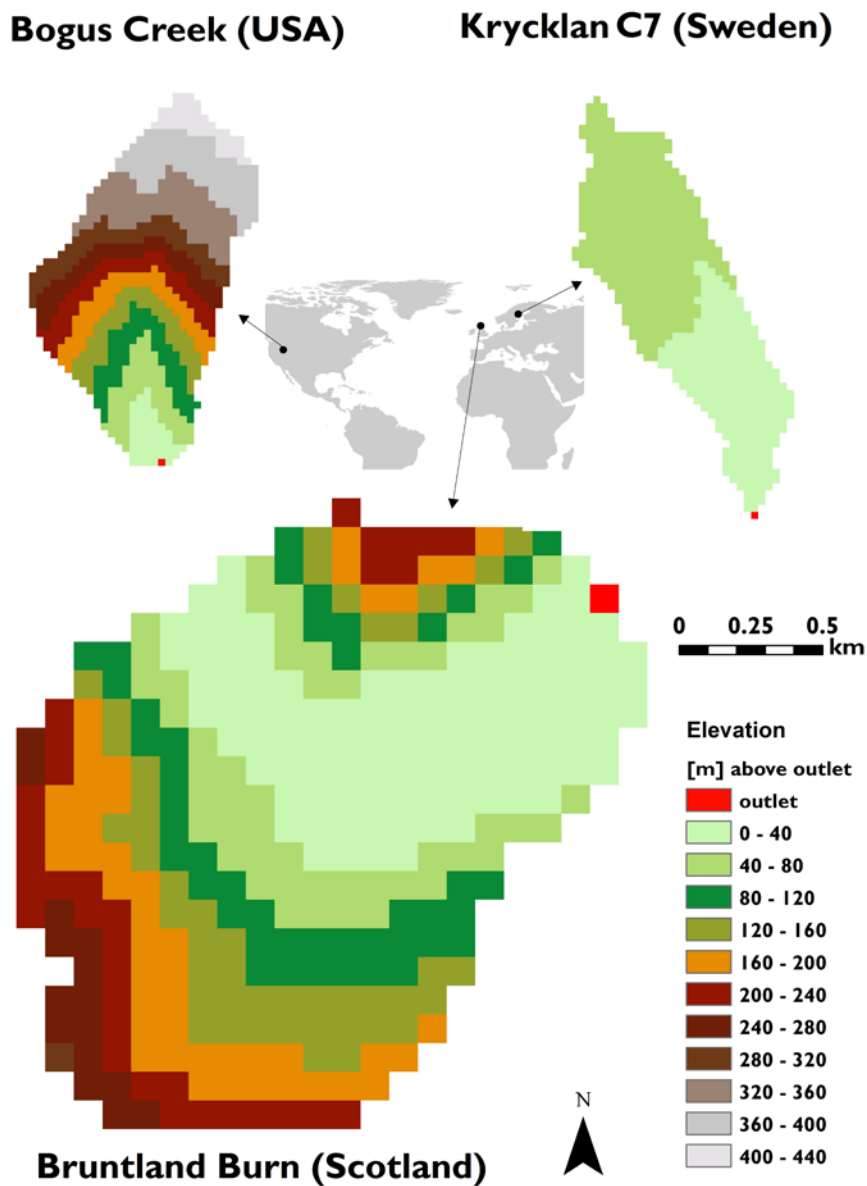 Bogus Creek (USA)
Krycklan C7 (Sweden)
0 0.25 0.5
km
Elevation
[m] above outlet
outlet
0 - 40
40 - 80
80 - 120
120 - 160
160 - 200
200 - 240
240 - 280
280 - 320
320 - 360
360 - 400
400 - 440
N
Bruntland Burn (Scotland)